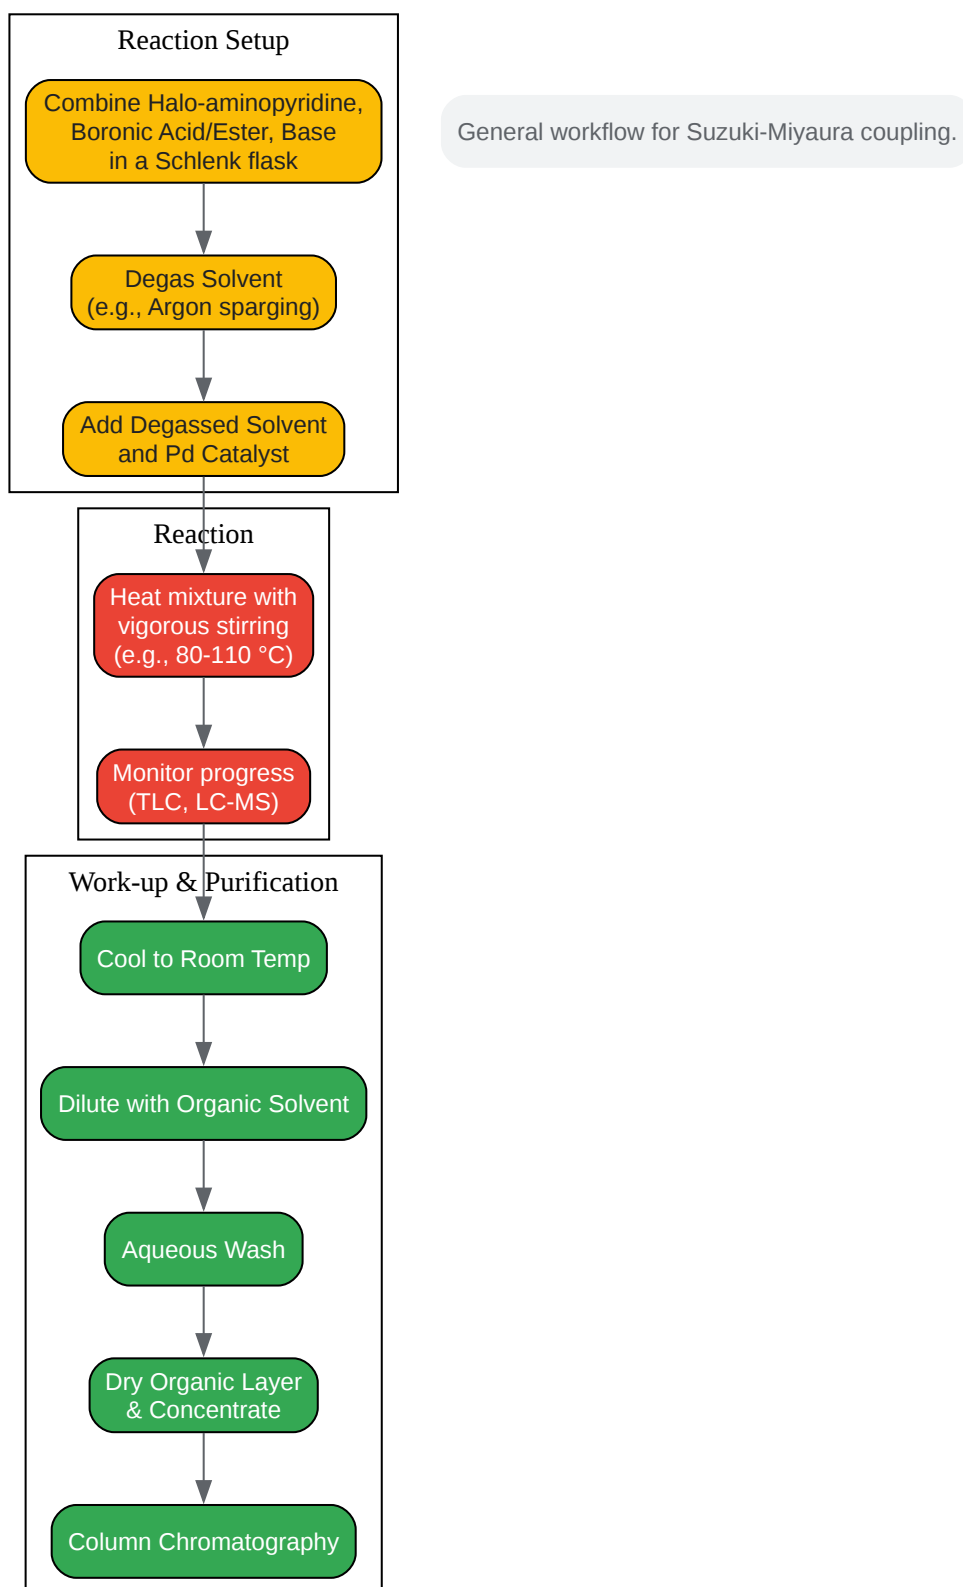 Reaction Setup
Combine Halo-aminopyridine,
Boronic Acid/Ester, Base
in a Schlenk flask
General workflow for Suzuki-Miyaura coupling.
Degas Solvent
(e.g., Argon sparging)
Add Degassed Solvent
and Pd Catalyst
Reaction
Heat mixture with
vigorous stirring
(e.g., 80-110 °C)
Monitor progress
(TLC, LC-MS)
Work-up & Purification
Cool to Room Temp
Dilute with Organic Solvent
Aqueous Wash
Dry Organic Layer
& Concentrate
Column Chromatography